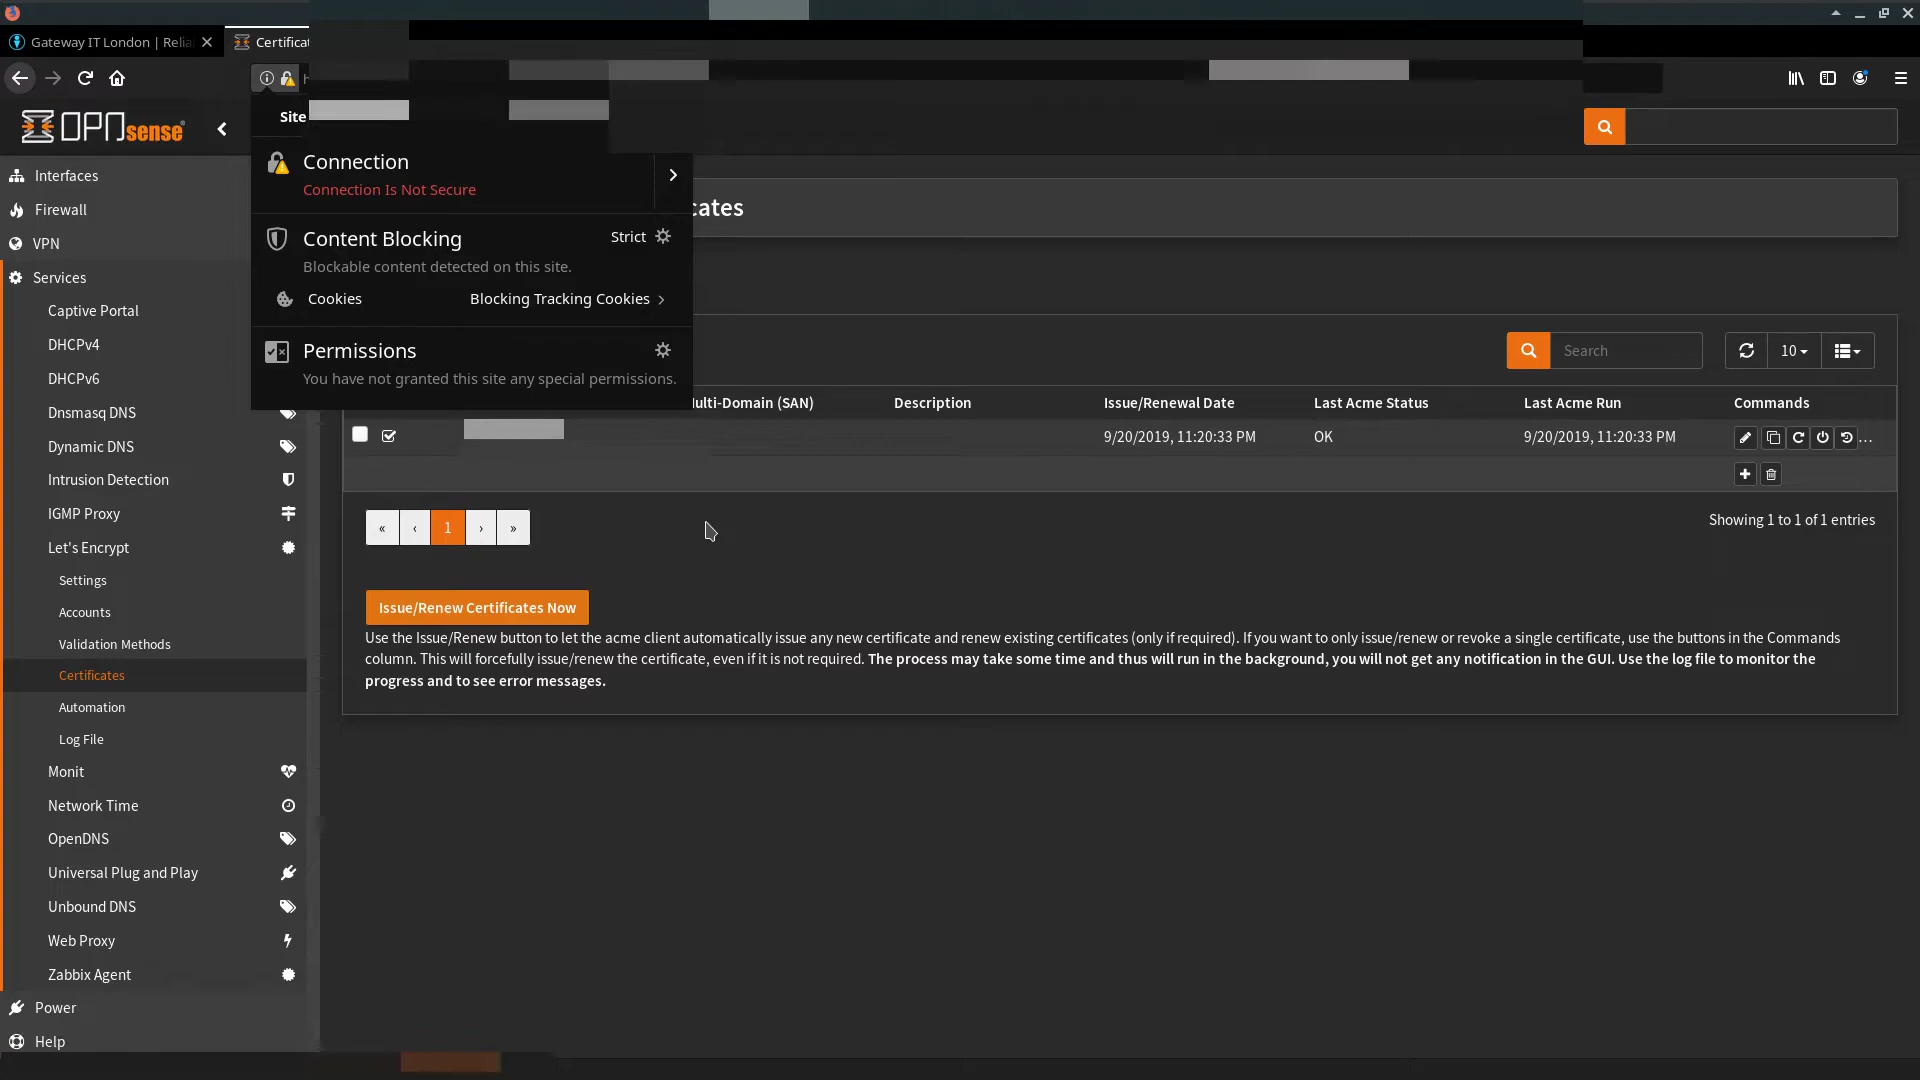 Gateway IT London | Relia
Certificat
OPNsense
Site
Connection
Connection Is Not Secure
Content Blocking
Strict
Blockable content detected on this site.
Cookies
Blocking Tracking Cookies
Permissions
You have not granted this site any special permissions.
cates
Interfaces
Firewall
VPN
Services
Captive Portal
DHCPv4
DHCPv6
Dnsmasq DNS
Dynamic DNS
Intrusion Detection
IGMP Proxy
Let's Encrypt
Settings
Accounts
Validation Methods
Certificates
Automation
Log File
Monit
Network Time
OpenDNS
Universal Plug and Play
Unbound DNS
Web Proxy
Zabbix Agent
Power
Help
Search
10
ulti-Domain (SAN) Description Issue/Renewal Date Last Acme Status Last Acme Run Commands
9/20/2019, 11:20:33 PM OK 9/20/2019, 11:20:33 PM ...
« ‹ 1 › »
Showing 1 to 1 of 1 entries
Issue/Renew Certificates Now
Use the Issue/Renew button to let the acme client automatically issue any new certificate and renew existing certificates (only if required). If you want to only issue/renew or revoke a single certificate, use the buttons in the Commands
column. This will forcefully issue/renew the certificate, even if it is not required. The process may take some time and thus will run in the background, you will not get any notification in the GUI. Use the log file to monitor the
progress and to see error messages.